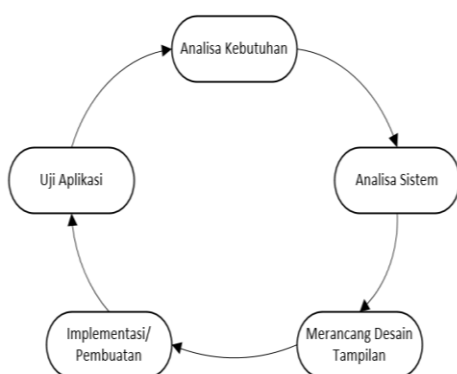 Analisa Kebutuhan
Analisa Sistem
Merancang Desain
Tampilan
Implementasi/
Pembuatan
Uji Aplikasi